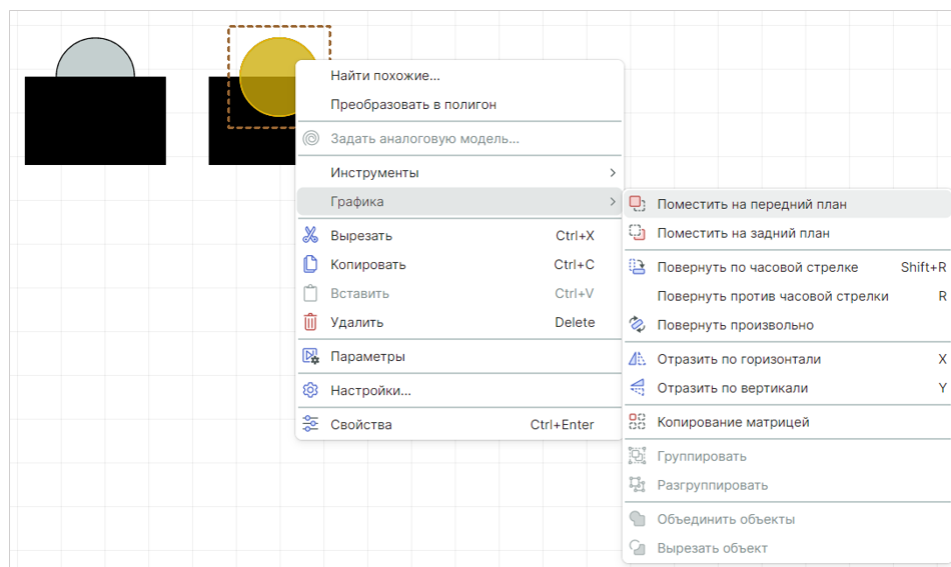 Найти похожие...
Преобразовать в полигон
Задать аналоговую модель...
Инструменты
Графика
Вырезать Ctrl+X
Копировать Ctrl+C
Вставить Ctrl+V
Удалить Delete
Параметры
Настройки...
Свойства Ctrl+Enter
Поместить на передний план
Поместить на задний план
Повернуть по часовой стрелке Shift+R
Повернуть против часовой стрелки R
Повернуть произвольно
Отразить по горизонтали X
Отразить по вертикали Y
Копирование матрицей
Группировать
Разгруппировать
Объединить объекты
Вырезать объект